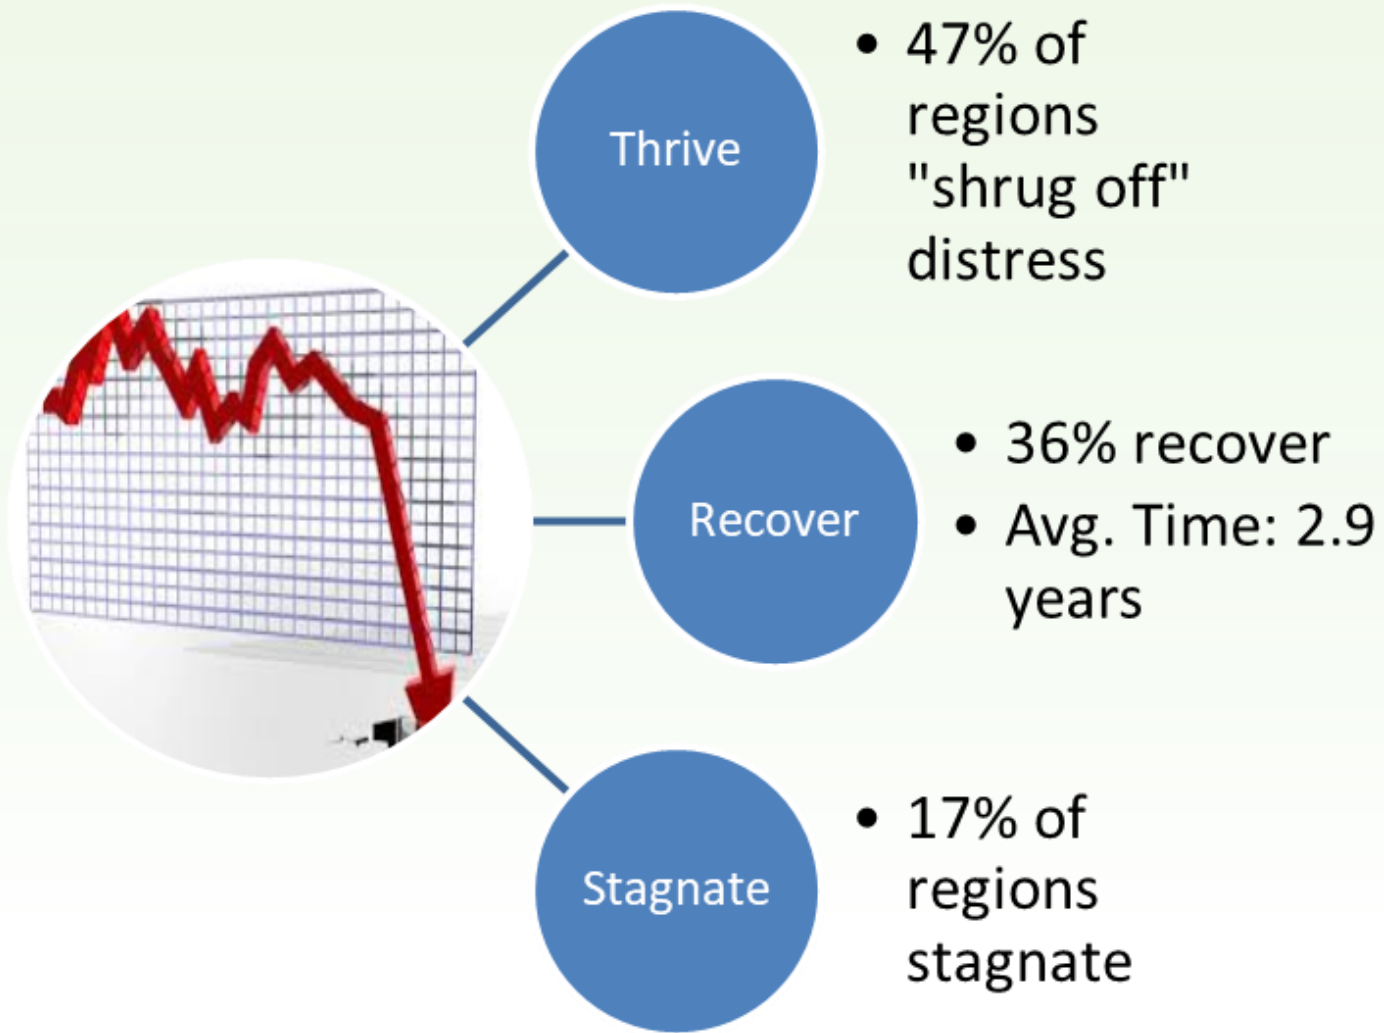 Thrive
• 47% of
regions
"shrug off"
distress
Recover
• 36% recover
• Avg. Time: 2.9
years
Stagnate
• 17% of
regions
stagnate